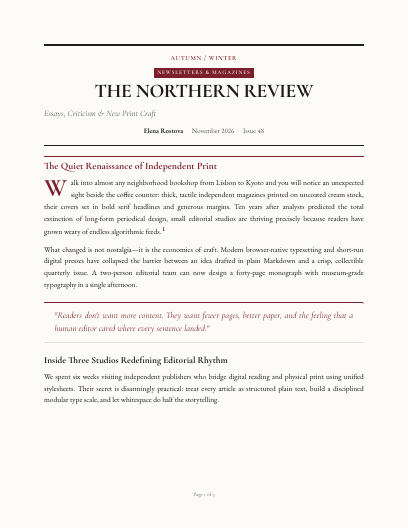 AUTUMN / WINTER
NEWSLETTERS & MAGAZINES
THE NORTHERN REVIEW
Essays, Criticism & New Print Craft
Elena Rostova November 2026 Issue 48
The Quiet Renaissance of Independent Print
Walk into almost any neighborhood bookshop from Lisbon to Kyoto and you will notice an unexpected
sight beside the coffee counter: thick, tactile independent magazines printed on uncoated cream stock,
their covers set in bold serif headlines and generous margins. Ten years after analysts predicted the total
extinction of long-form periodical design, small editorial studios are thriving precisely because readers have
grown weary of endless algorithmic feeds.¹
What changed is not nostalgia—it is the economics of craft. Modern browser-native typesetting and short-run
digital presses have collapsed the barrier between an idea drafted in plain Markdown and a crisp, collectible
quarterly issue. A two-person editorial team can now design a forty-page monograph with museum-grade
typography in a single afternoon.
"Readers don't want more content. They want fewer pages, better paper, and the feeling that a
human editor cared where every sentence landed."
Inside Three Studios Redefining Editorial Rhythm
We spent six weeks visiting independent publishers who bridge digital reading and physical print using unified
stylesheets. Their secret is disarmingly practical: treat every article as structured plain text, build a disciplined
modular type scale, and let whitespace do half the storytelling.
Page 1 of 3